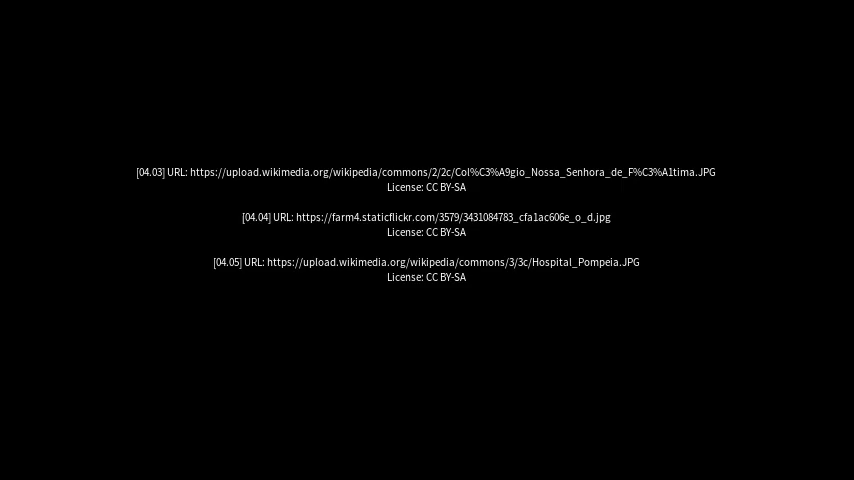 [04.03] URL: https://upload.wikimedia.org/wikipedia/commons/2/2c/Col%C3%A9gio_Nossa_Senhora_de_F%C3%A1tima.JPG
License: CC BY-SA
[04.04] URL: https://farm4.staticflickr.com/3579/3431084783_cfa1ac606e_o_d.jpg
License: CC BY-SA
[04.05] URL: https://upload.wikimedia.org/wikipedia/commons/3/3c/Hospital_Pompeia.JPG
License: CC BY-SA